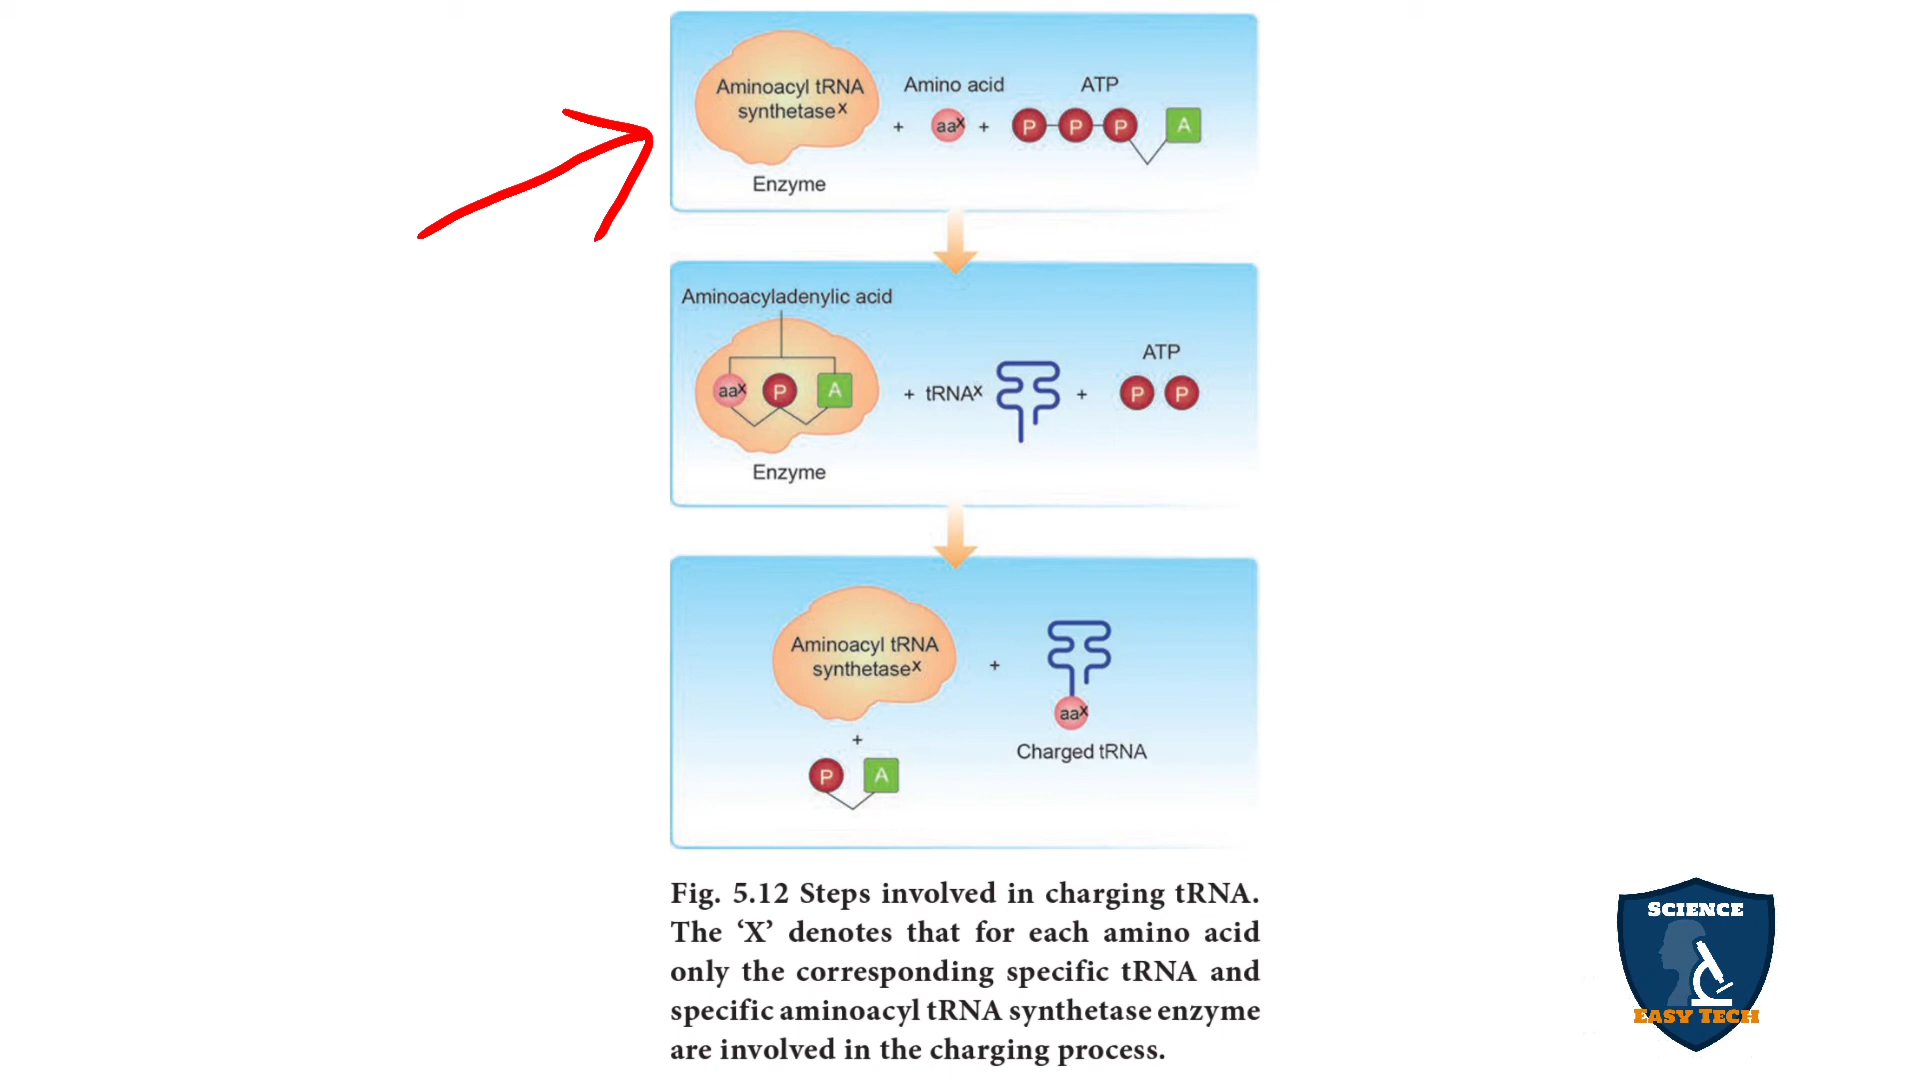 Aminoacyl tRNA
synthetaseˣ
Amino acid
ATP
+ aaˣ + P P P A
Enzyme
Aminoacyladenylic acid
ATP
aaˣ P A + tRNAˣ + P P
Enzyme
Aminoacyl tRNA
synthetaseˣ
+
aaˣ
Charged tRNA
+
P A
Fig. 5.12 Steps involved in charging tRNA.
The ‘X’ denotes that for each amino acid
only the corresponding specific tRNA and
specific aminoacyl tRNA synthetase enzyme
are involved in the charging process.
SCIENCE
EASY TECH